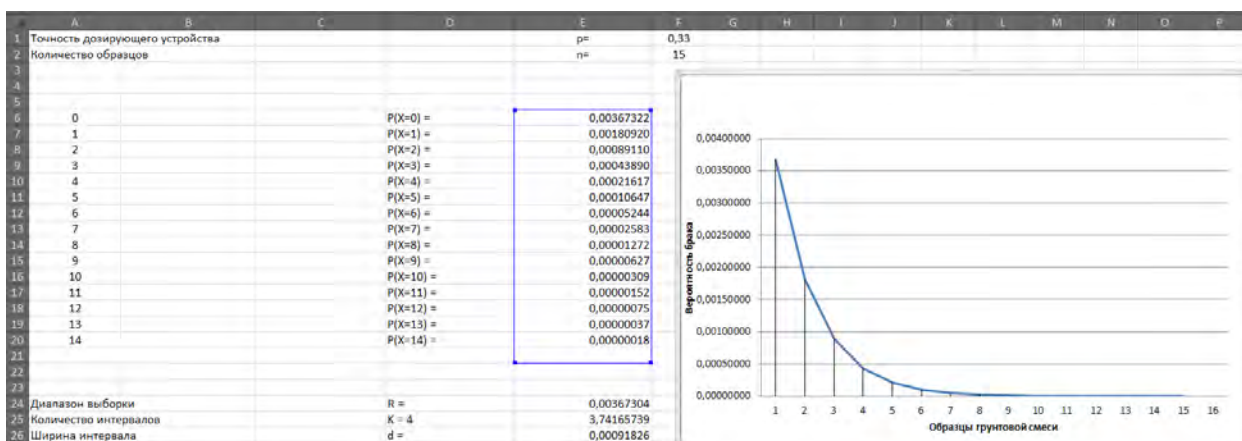 A B C D E F G H I J K L M N O P
1 Точность дозирующего устройства p= 0,33
2 Количество образцов n= 15
3
4
5
6 0 P(X=0) = 0,00367322
7 1 P(X=1) = 0,00180920
8 2 P(X=2) = 0,00089110
9 3 P(X=3) = 0,00043890
10 4 P(X=4) = 0,00021617
11 5 P(X=5) = 0,00010647
12 6 P(X=6) = 0,00005244
13 7 P(X=7) = 0,00002583
14 8 P(X=8) = 0,00001272
15 9 P(X=9) = 0,00000627
16 10 P(X=10) = 0,00000309
17 11 P(X=11) = 0,00000152
18 12 P(X=12) = 0,00000075
19 13 P(X=13) = 0,00000037
20 14 P(X=14) = 0,00000018
21
22
23
24 Диапазон выборки R = 0,00367304
25 Количество интервалов K = 4 3,74165739
26 Ширина интервала d = 0,00091826
0,00400000
0,00350000
0,00300000
0,00250000
0,00200000
0,00150000
0,00100000
0,00050000
0,00000000
Вероятность брака
1 2 3 4 5 6 7 8 9 10 11 12 13 14 15 16
Образцы грунтовой смеси